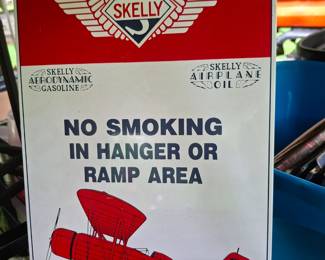 SKELLY
SKELLY
AERODYNAMIC
GASOLINE
SKELLY
AIRPLANE
OIL
NO SMOKING
IN HANGER OR
RAMP AREA